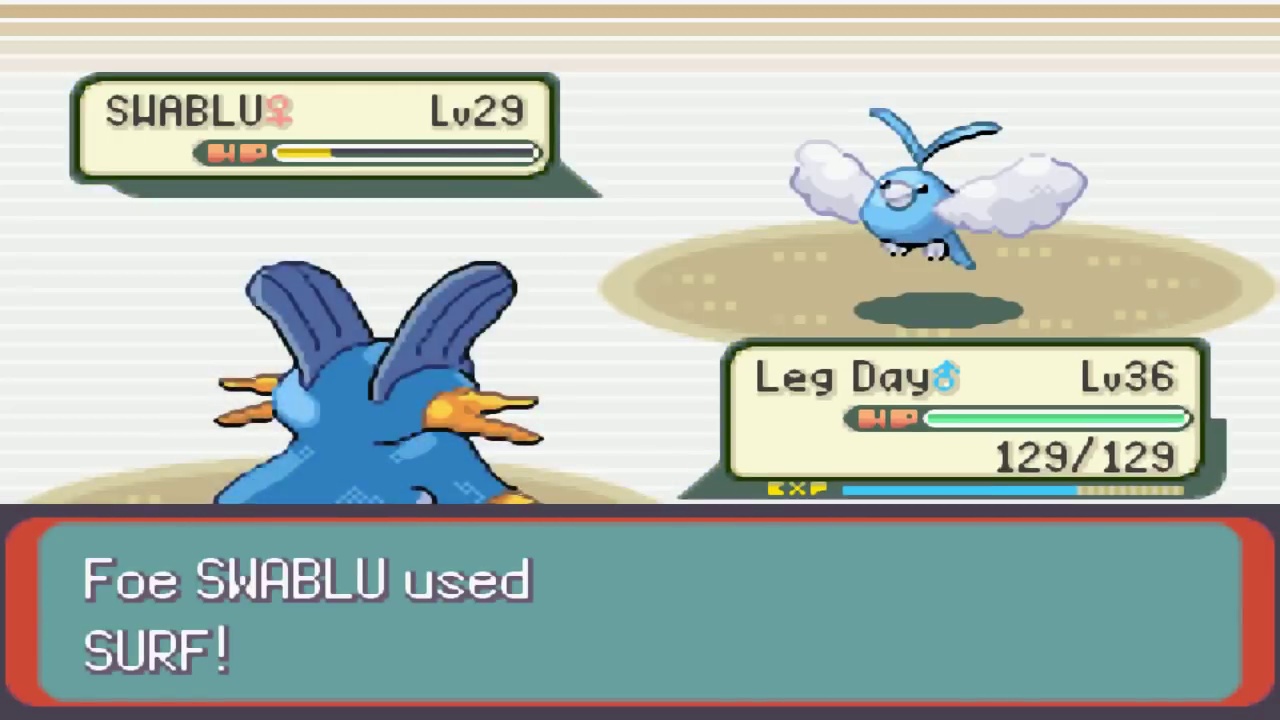 SWABLU♀ Lv29
HP
Leg Day♂ Lv36
HP
129/129
EXP
Foe SWABLU used
SURF!